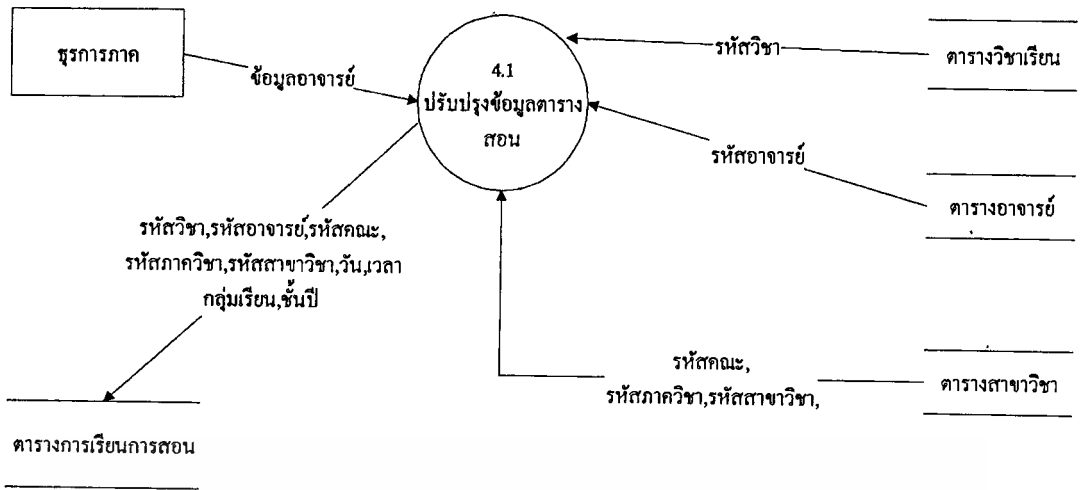 ธุรการภาค
ข้อมูลอาจารย์
4.1
ปรับปรุงข้อมูลตาราง
สอน
รหัสวิชา
ตารางวิชาเรียน
รหัสอาจารย์
ตารางอาจารย์
รหัสวิชา,รหัสอาจารย์,รหัสคณะ,
รหัสภาควิชา,รหัสสาขาวิชา,วัน,เวลา
กลุ่มเรียน,ชั้นปี
รหัสคณะ,
รหัสภาควิชา,รหัสสาขาวิชา,
ตารางสาขาวิชา
ตารางการเรียนการสอน